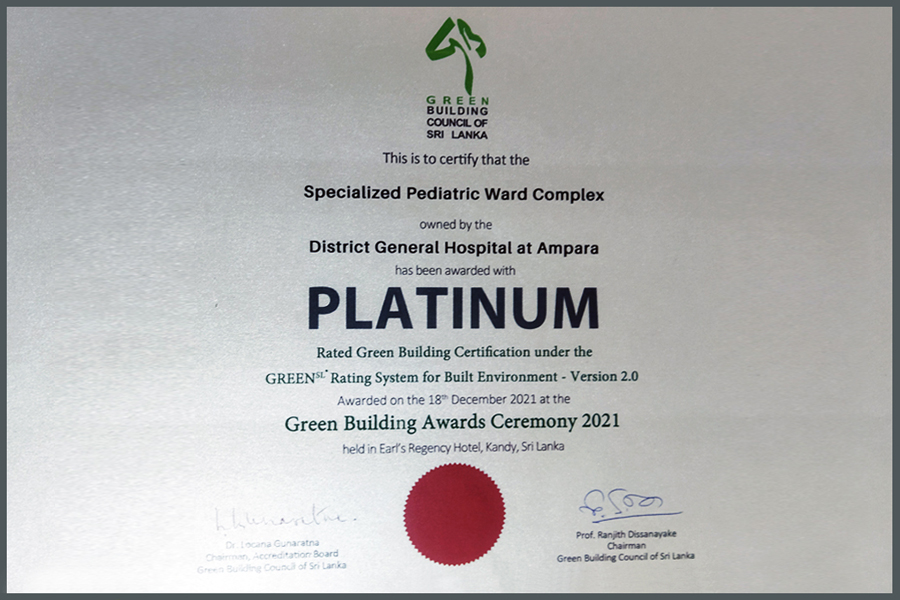 GREEN
BUILDING
COUNCIL OF
SRI LANKA
This is to certify that the
Specialized Pediatric Ward Complex
owned by the
District General Hospital at Ampara
has been awarded with
PLATINUM
Rated Green Building Certification under the
GREENSL* Rating System for Built Environment - Version 2.0
Awarded on the 18th December 2021 at the
Green Building Awards Ceremony 2021
held in Earl's Regency Hotel, Kandy, Sri Lanka
Dr. Locana Gunaratna
Chairman, Accreditation Board
Green Building Council of Sri Lanka
Prof. Ranjith Dissanayake
Chairman
Green Building Council of Sri Lanka